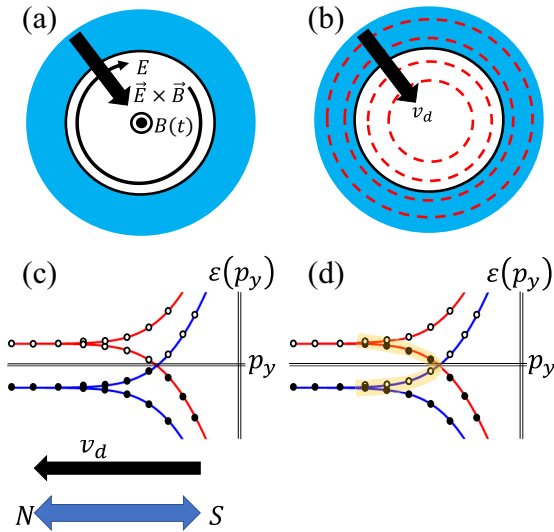 (a)
E
E⃗ × B⃗
B(t)
(b)
v_d
(c)
ε(p_y)
(d)
ε(p_y)
p_y
p_y
v_d
N
S